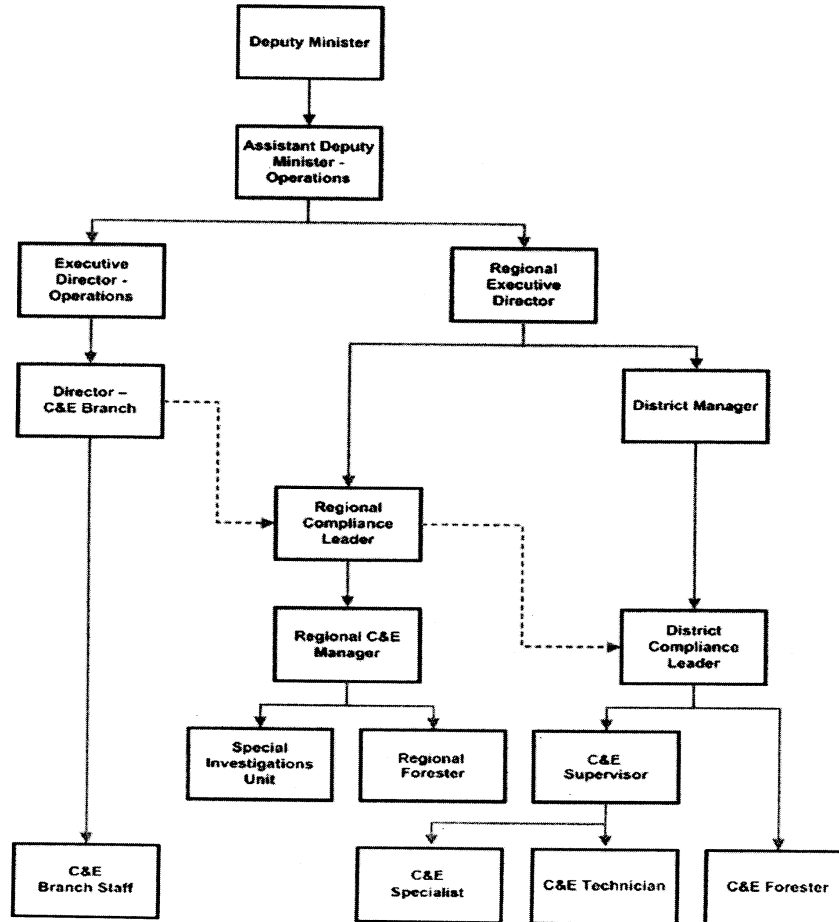 Deputy Minister
Assistant Deputy
Minister -
Operations
Executive
Director -
Operations
Regional
Executive
Director
Director –
C&E Branch
District Manager
Regional
Compliance
Leader
Regional C&E
Manager
District
Compliance
Leader
Special
Investigations
Unit
Regional
Forester
C&E
Supervisor
C&E
Branch Staff
C&E
Specialist
C&E Technician
C&E Forester